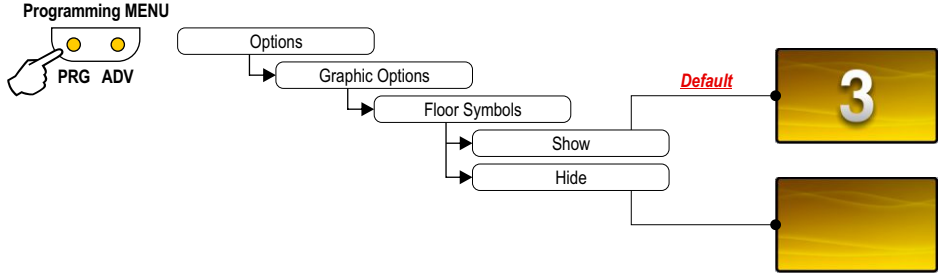 Programming MENU
PRG ADV
Options
Graphic Options
Floor Symbols
Show
Hide
Default
3